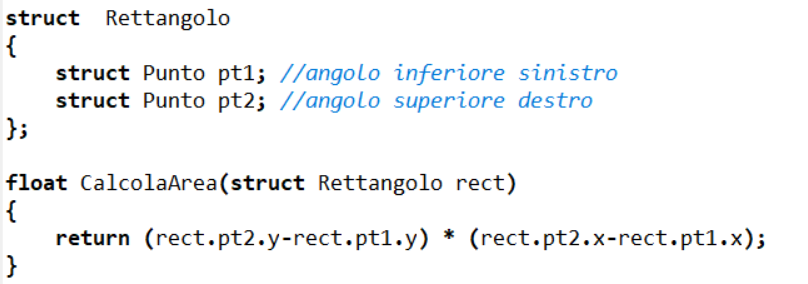 struct  Rettangolo
{
    struct Punto pt1; //angolo inferiore sinistro
    struct Punto pt2; //angolo superiore destro
};

float CalcolaArea(struct Rettangolo rect)
{
    return (rect.pt2.y-rect.pt1.y) * (rect.pt2.x-rect.pt1.x);
}